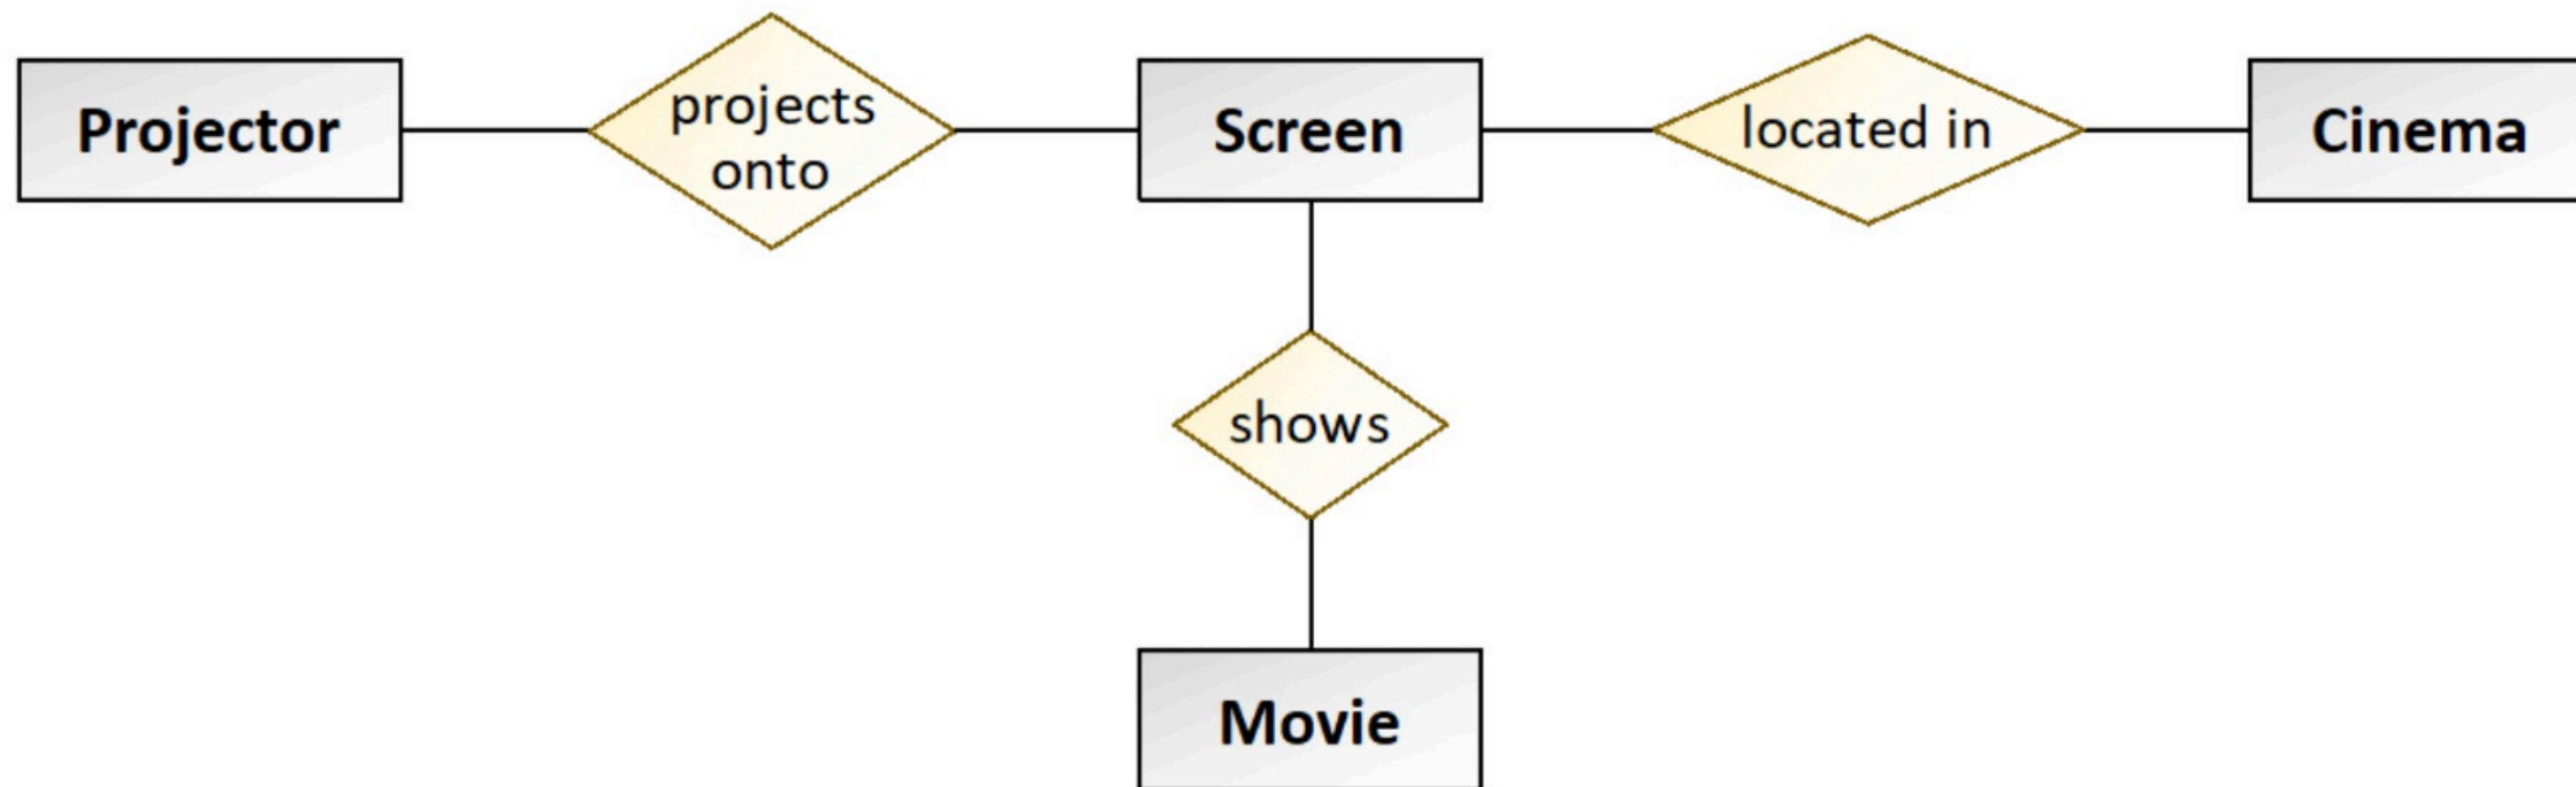 Projector
projects
onto
Screen
located in
Cinema
shows
Movie